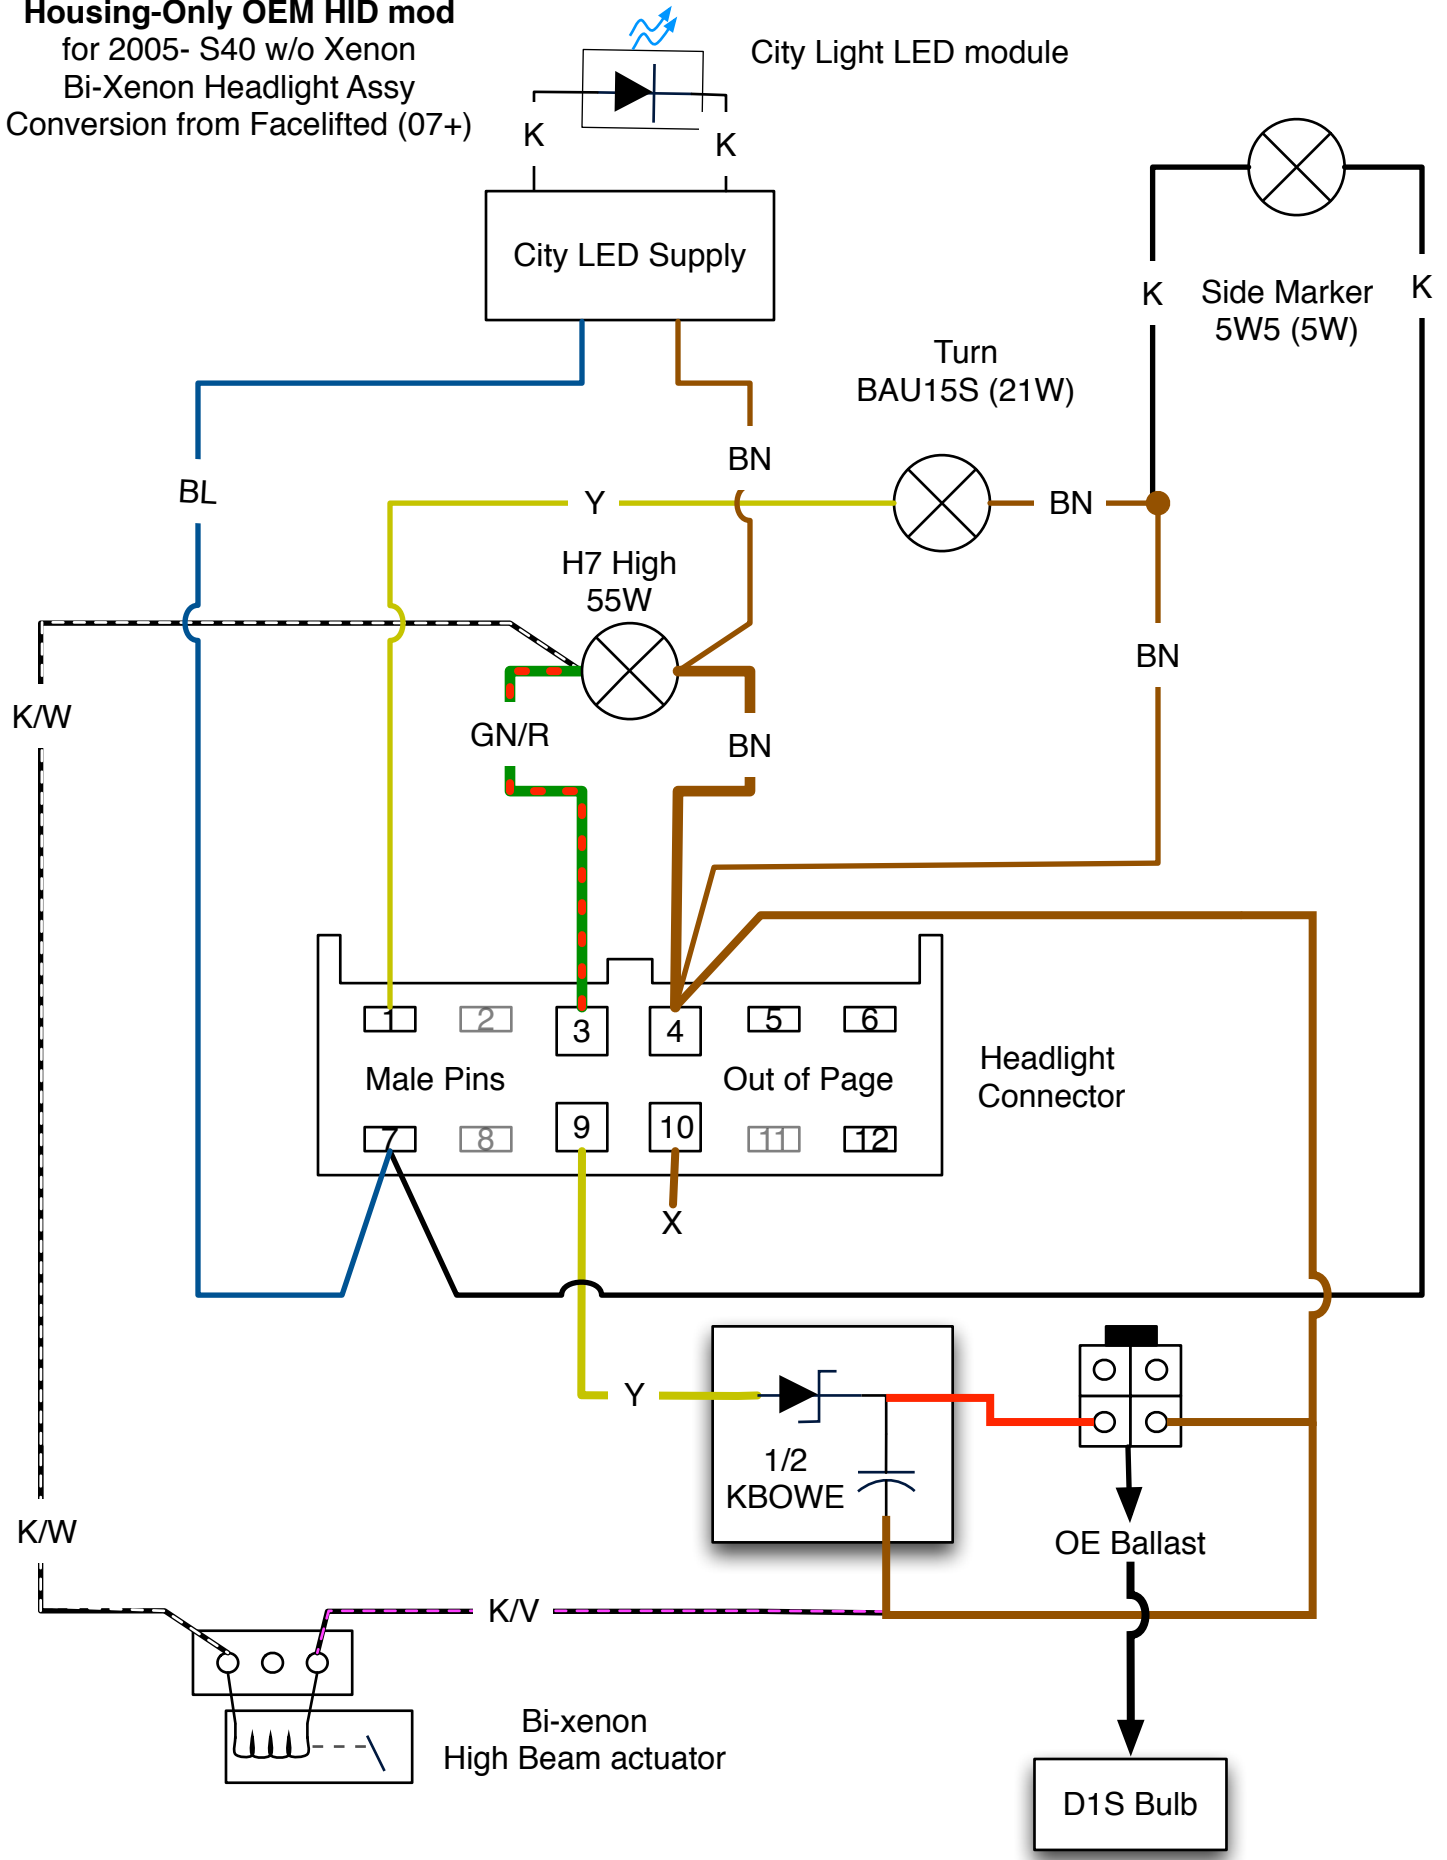 Housing-Only OEM HID mod
for 2005- S40 w/o Xenon
Bi-Xenon Headlight Assy
Conversion from Facelifted (07+)
City Light LED module
K
K
City LED Supply
K
Side Marker
5W5 (5W)
K
Turn
BAU15S (21W)
BN
BL
Y
BN
H7 High
55W
BN
K/W
GN/R
BN
1
2
3
4
5
6
Male Pins
Out of Page
Headlight
Connector
7
8
9
10
11
12
X
Y
1/2
KBOWE
K/W
OE Ballast
K/V
Bi-xenon
High Beam actuator
D1S Bulb